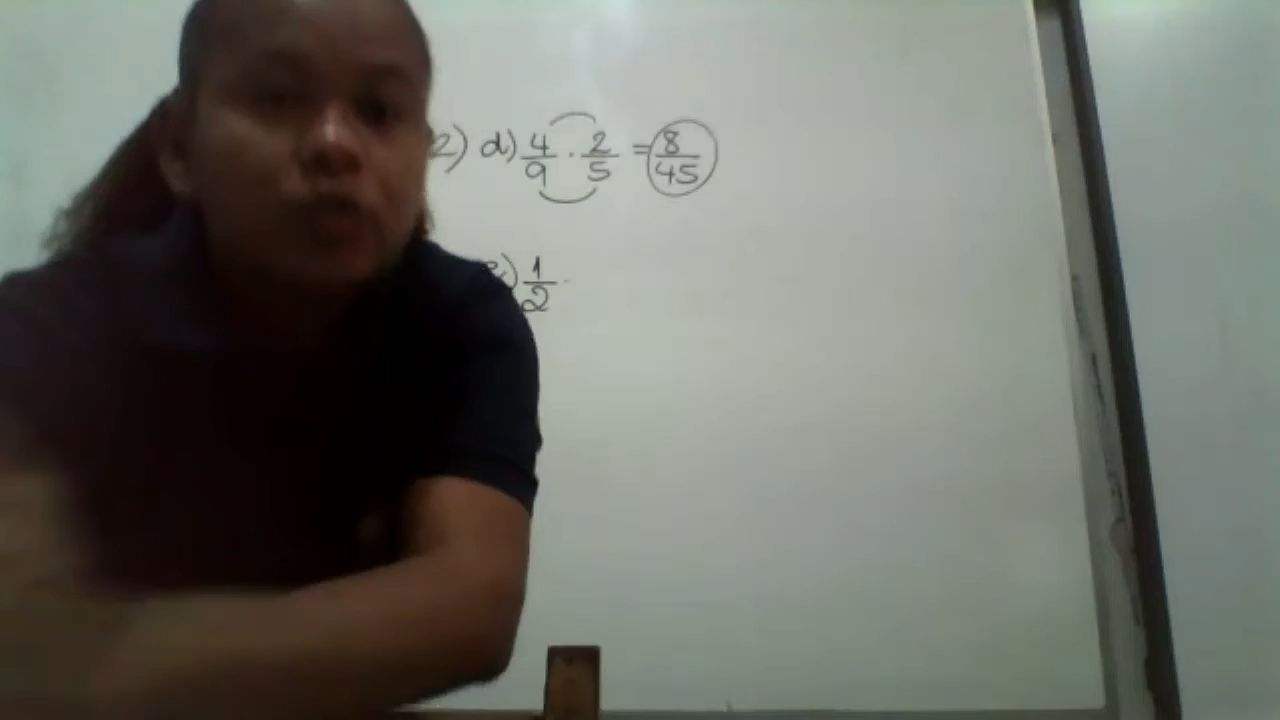 2) d) 4/9 . 2/5 = 8/45
e) 1/2 .